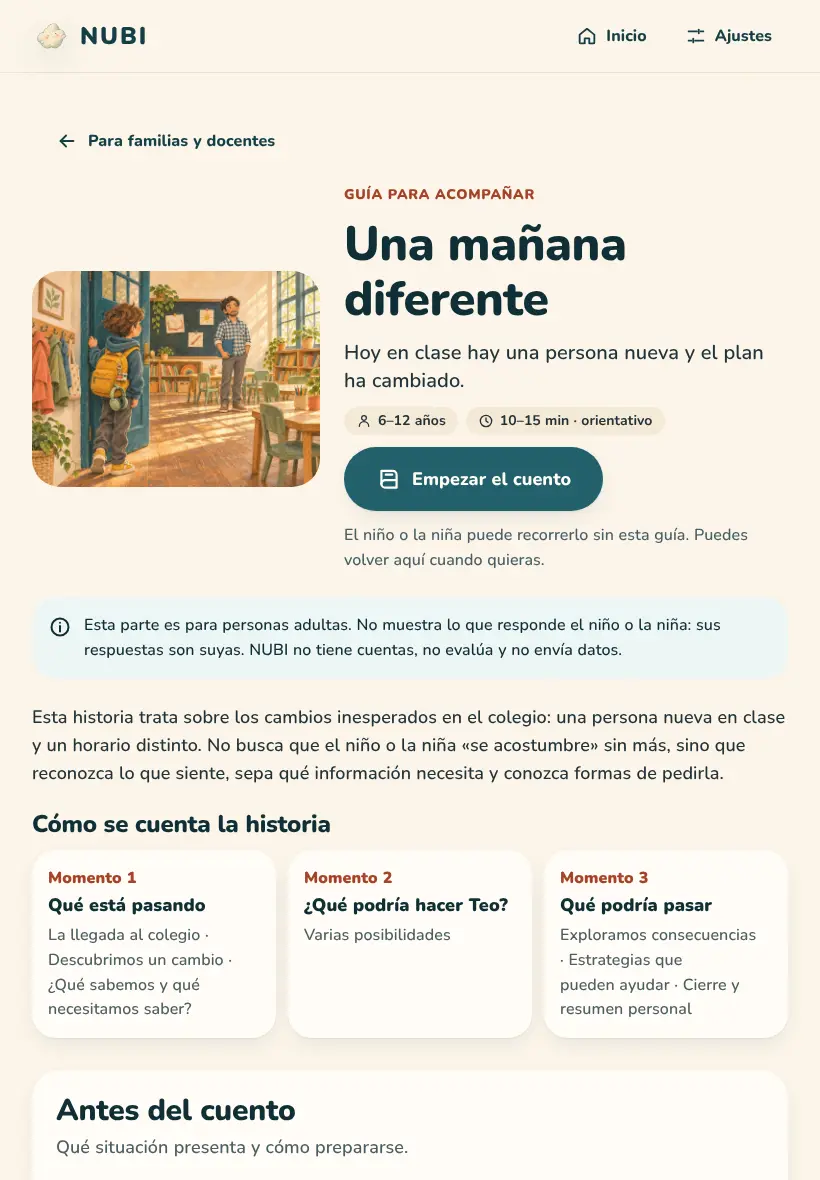 NUBI
Inicio
Ajustes
Para familias y docentes
GUÍA PARA ACOMPAÑAR
Una mañana
diferente
Hoy en clase hay una persona nueva y el plan
ha cambiado.
6–12 años
10–15 min · orientativo
Empezar el cuento
El niño o la niña puede recorrerlo sin esta guía. Puedes
volver aquí cuando quieras.
Esta parte es para personas adultas. No muestra lo que responde el niño o la niña: sus
respuestas son suyas. NUBI no tiene cuentas, no evalúa y no envía datos.
Esta historia trata sobre los cambios inesperados en el colegio: una persona nueva en clase
y un horario distinto. No busca que el niño o la niña «se acostumbre» sin más, sino que
reconozca lo que siente, sepa qué información necesita y conozca formas de pedirla.
Cómo se cuenta la historia
Momento 1
Qué está pasando
La llegada al colegio ·
Descubrimos un cambio ·
¿Qué sabemos y qué
necesitamos saber?
Momento 2
¿Qué podría hacer Teo?
Varias posibilidades
Momento 3
Qué podría pasar
Exploramos consecuencias
· Estrategias que
pueden ayudar · Cierre y
resumen personal
Antes del cuento
Qué situación presenta y cómo prepararse.